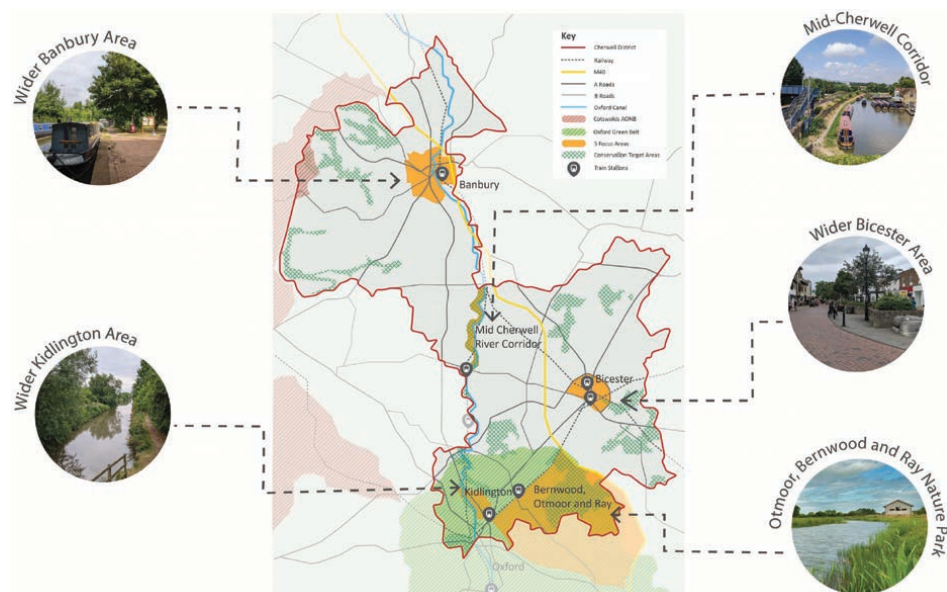 Wider Banbury Area
Mid-Cherwell Corridor
Key
Cherwell District
Railway
M40
A Roads
B Roads
Oxford Canal
Cotswolds AONB
Oxford Green Belt
5 Focus Areas
Conservation Target Areas
Train Stations
Banbury
Wider Bicester Area
Mid Cherwell
River Corridor
Wider Kidlington Area
Bicester
Kidlington
Bernwood,
Otmoor and Ray
Otmoor, Bernwood and Ray Nature Park
Oxford